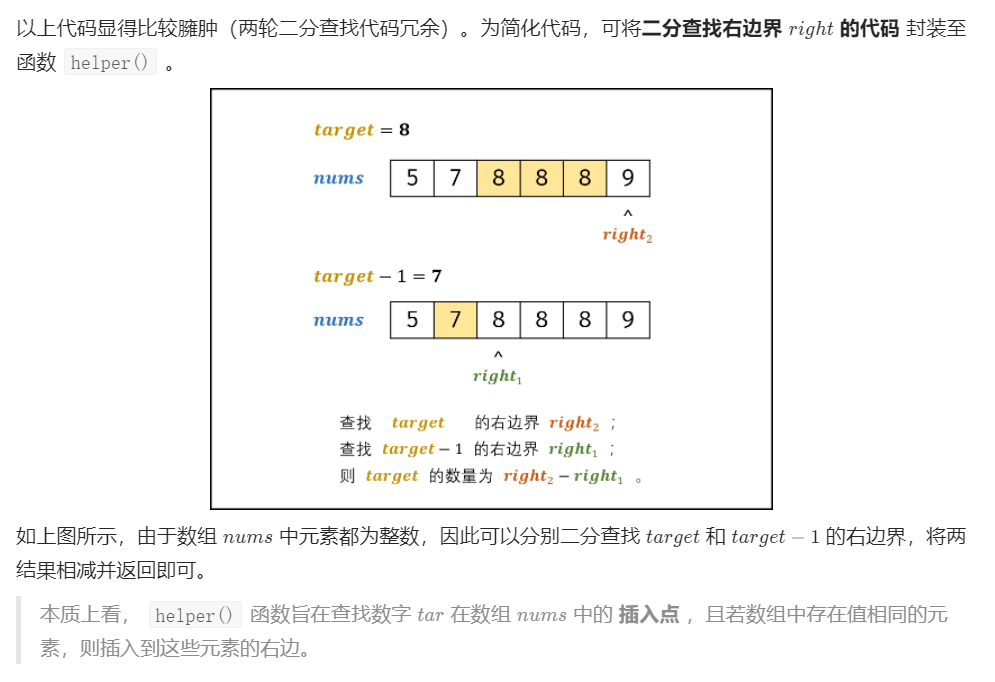 以上代码显得比较臃肿（两轮二分查找代码冗余）。为简化代码，可将二分查找右边界 right 的代码 封装至
函数 helper() 。
target = 8
nums 5 7 8 8 8 9
^
right₂
target − 1 = 7
nums 5 7 8 8 8 9
^
right₁
查找 target 的右边界 right₂ ；
查找 target − 1 的右边界 right₁ ；
则 target 的数量为 right₂ − right₁ 。
如上图所示，由于数组 nums 中元素都为整数，因此可以分别二分查找 target 和 target − 1 的右边界，将两
结果相减并返回即可。
本质上看， helper() 函数旨在查找数字 tar 在数组 nums 中的 插入点 ，且若数组中存在值相同的元
素，则插入到这些元素的右边。